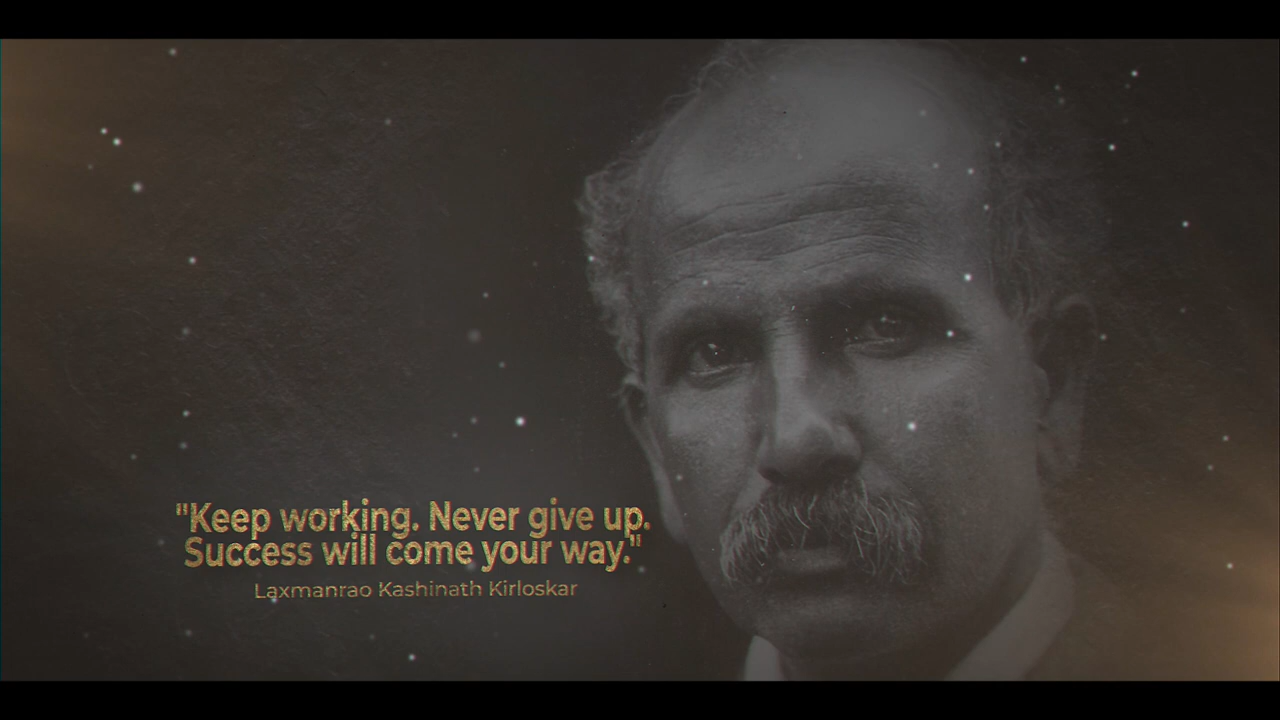 "Keep working. Never give up.
Success will come your way."
Laxmanrao Kashinath Kirloskar